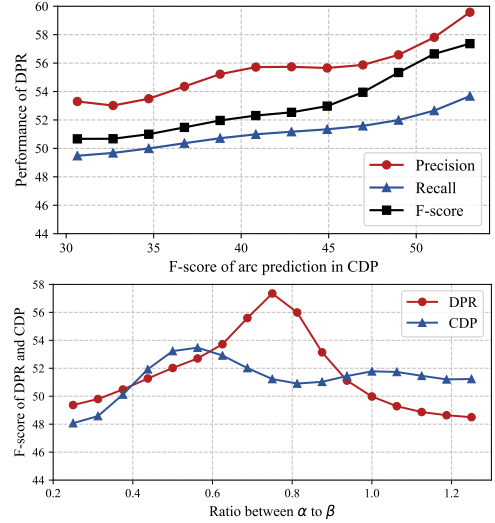 60
58
56
54
52
50
48
46
44
Performance of DPR
Precision
Recall
F-score
30 35 40 45 50
F-score of arc prediction in CDP
58
56
54
52
50
48
46
44
F-score of DPR and CDP
DPR
CDP
0.2 0.4 0.6 0.8 1.0 1.2
Ratio between α to β